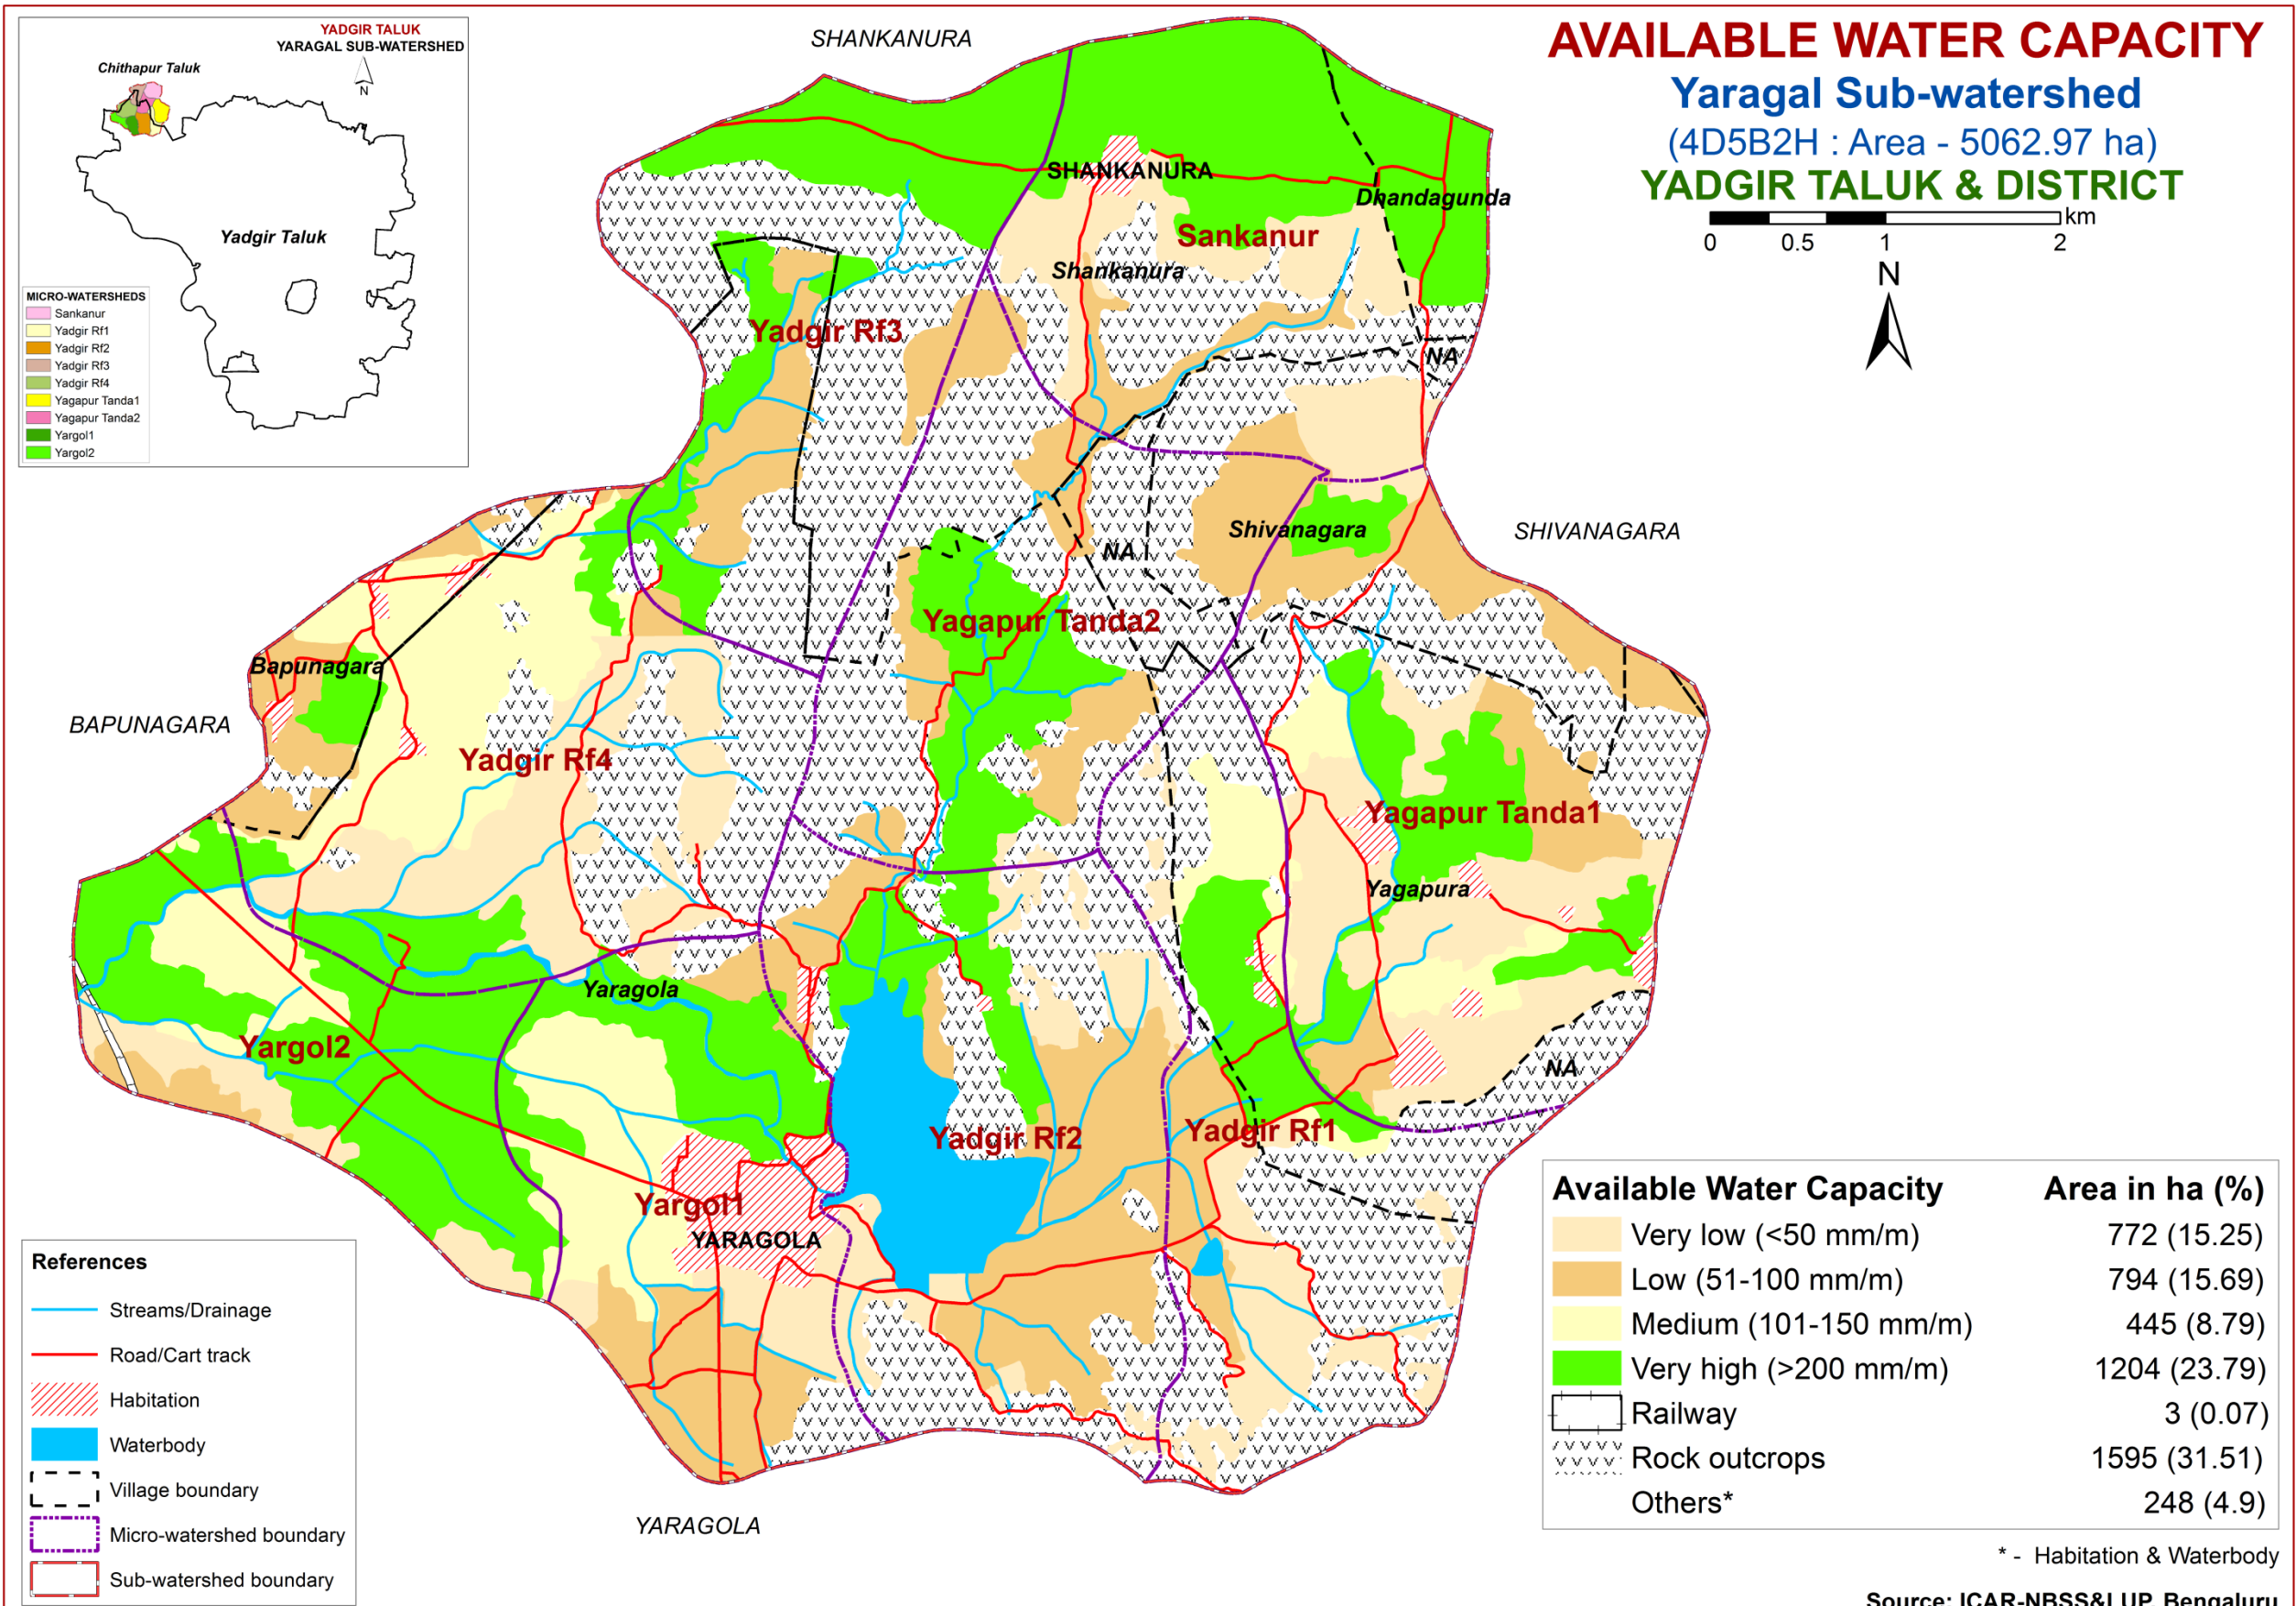 YADGIR TALUK
YARAGAL SUB-WATERSHED
Chithapur Taluk
N
Yadgir Taluk
MICRO-WATERSHEDS
Sankanur
Yadgir Rf1
Yadgir Rf2
Yadgir Rf3
Yadgir Rf4
Yagapur Tanda1
Yagapur Tanda2
Yargol1
Yargol2
AVAILABLE WATER CAPACITY
Yaragal Sub-watershed
(4D5B2H : Area - 5062.97 ha)
YADGIR TALUK & DISTRICT
km
0 0.5 1 2
N
SHANKANURA
SHANKANURA
Dhandagunda
Sankanur
Shankanura
Yadgir Rf3
NA
Shivanagara
SHIVANAGARA
NA
Yagapur Tanda2
Bapunagara
BAPUNAGARA
Yadgir Rf4
Yagapur Tanda1
Yagapura
Yaragola
Yargol2
NA
Yadgir Rf2
Yadgir Rf1
Yargol1
YARAGOLA
YARAGOLA
References
Streams/Drainage
Road/Cart track
Habitation
Waterbody
Village boundary
Micro-watershed boundary
Sub-watershed boundary
Available Water Capacity Area in ha (%)
Very low (<50 mm/m) 772 (15.25)
Low (51-100 mm/m) 794 (15.69)
Medium (101-150 mm/m) 445 (8.79)
Very high (>200 mm/m) 1204 (23.79)
Railway 3 (0.07)
Rock outcrops 1595 (31.51)
Others* 248 (4.9)
* - Habitation & Waterbody
Source: ICAR-NBSS&LUP, Bengaluru